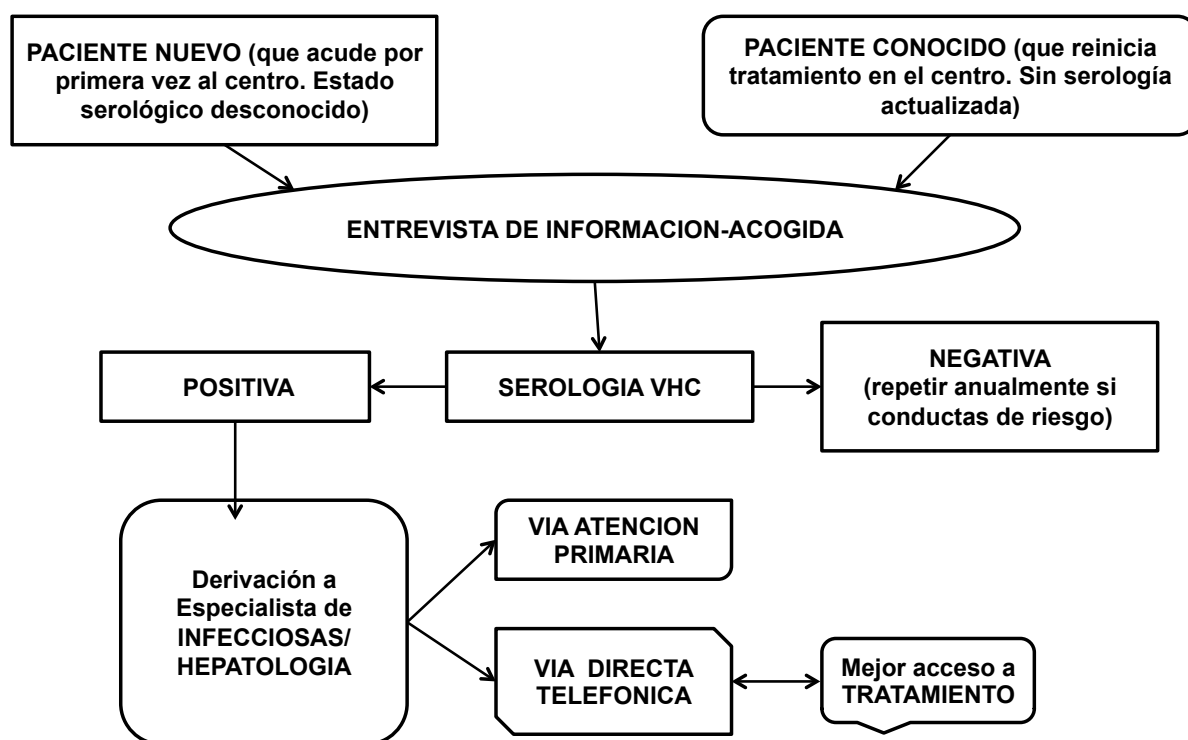 PACIENTE NUEVO (que acude por
primera vez al centro. Estado
serológico desconocido)
PACIENTE CONOCIDO (que reinicia
tratamiento en el centro. Sin serología
actualizada)
ENTREVISTA DE INFORMACION-ACOGIDA
POSITIVA
SEROLOGIA VHC
NEGATIVA
(repetir anualmente si
conductas de riesgo)
Derivación a
Especialista de
INFECCIOSAS/
HEPATOLOGIA
VIA ATENCION
PRIMARIA
VIA DIRECTA
TELEFONICA
Mejor acceso a
TRATAMIENTO